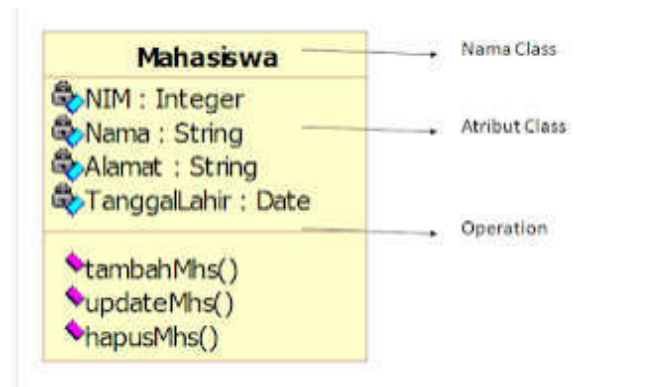 Mahasiswa
Nama Class
NIM : Integer
Nama : String
Atribut Class
Alamat : String
TanggalLahir : Date
Operation
tambahMhs()
updateMhs()
hapusMhs()